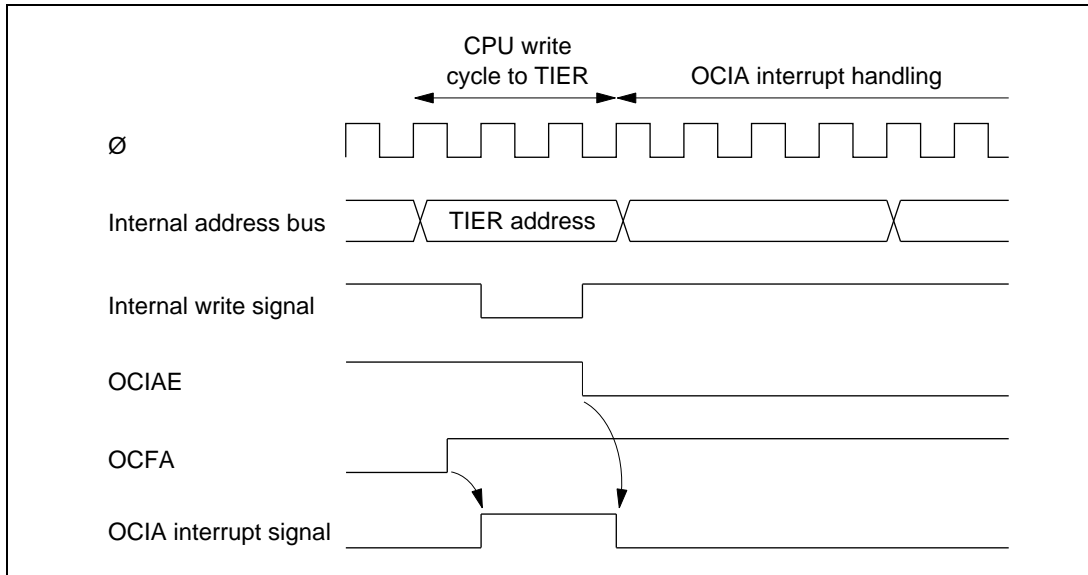 CPU write
cycle to TIER
OCIA interrupt handling
Ø
Internal address bus
TIER address
Internal write signal
OCIAE
OCFA
OCIA interrupt signal